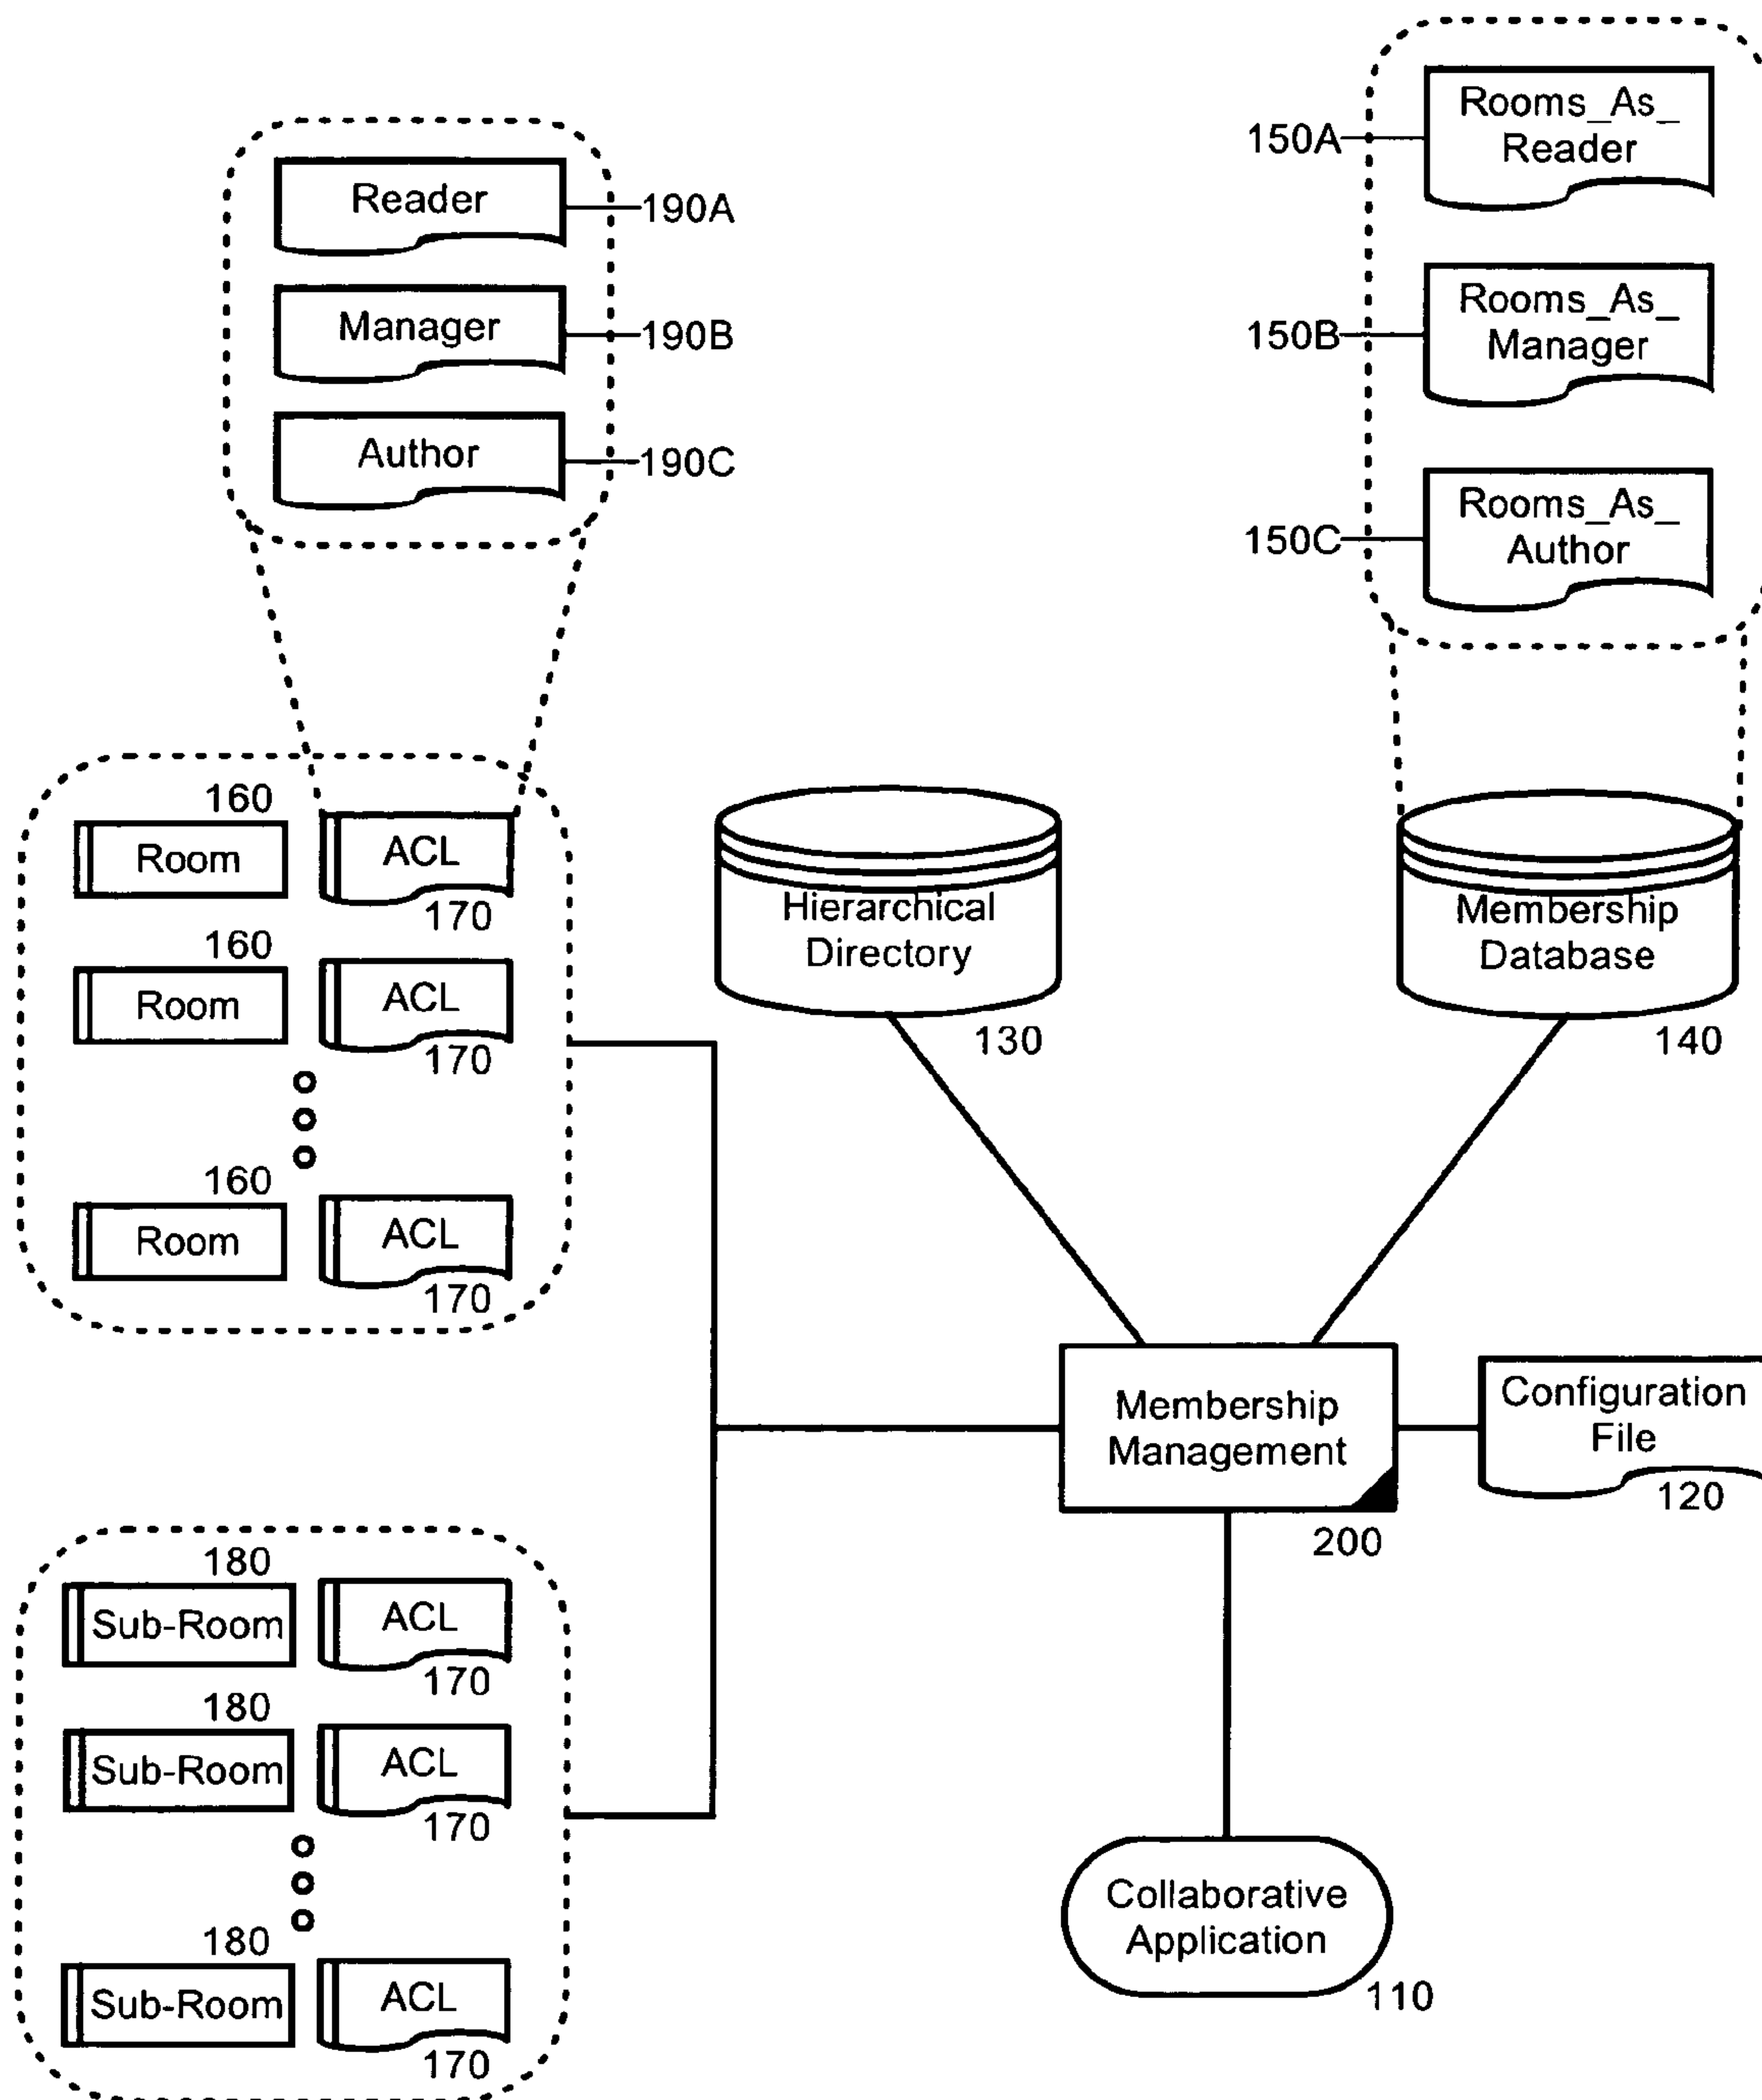 Rooms_As_
Reader
150A
Reader
190A
Rooms_As_
Manager
150B
Manager
190B
Author
190C
Rooms_As_
Author
150C
160
Room
ACL
170
160
Room
ACL
170
160
Room
ACL
170
Hierarchical
Directory
130
Membership
Database
140
Membership
Management
200
Configuration
File
120
180
Sub-Room
ACL
170
180
Sub-Room
ACL
170
180
Sub-Room
ACL
170
Collaborative
Application
110